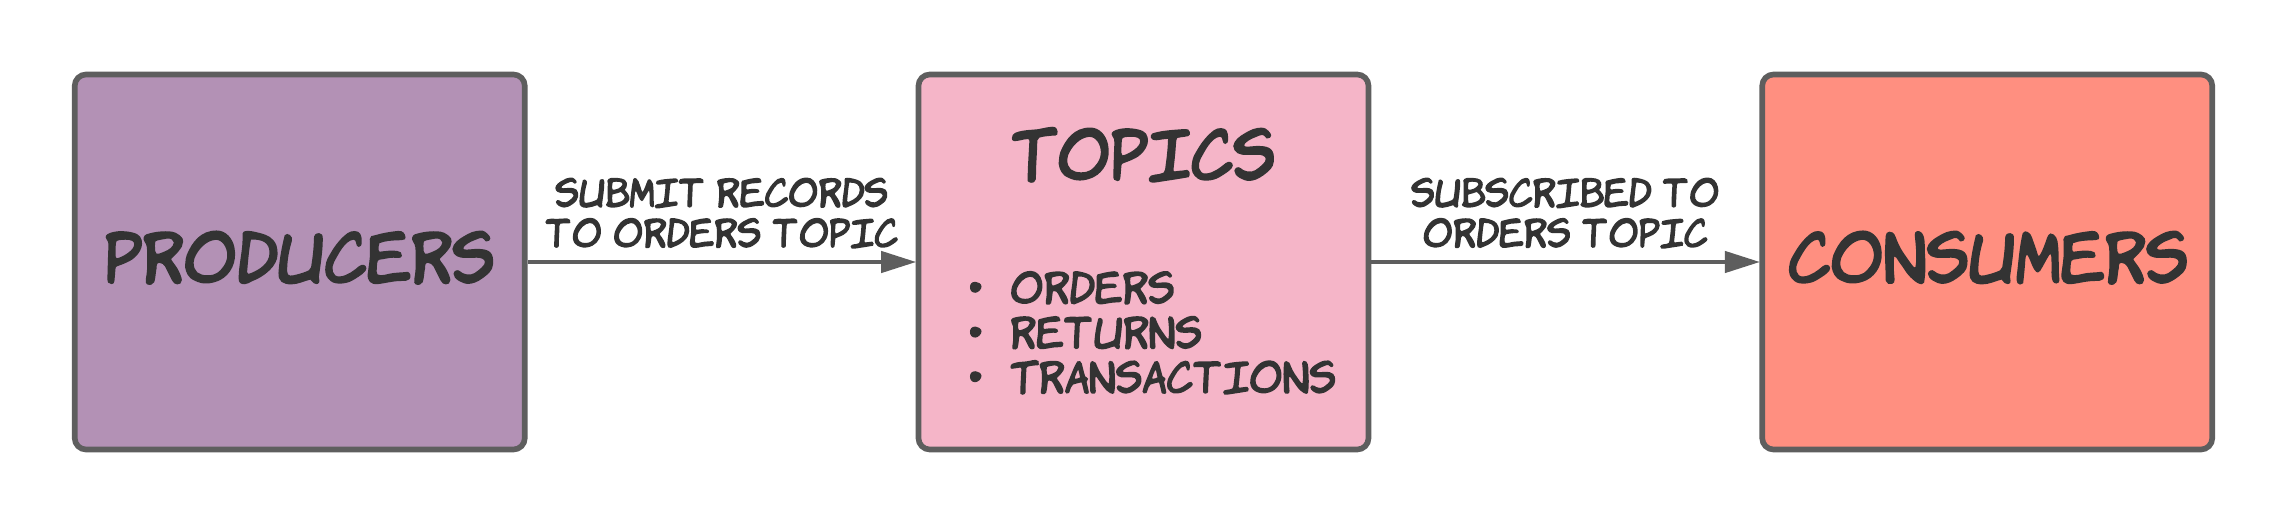 PRODUCERS
SUBMIT RECORDS
TO ORDERS TOPIC
TOPICS
• ORDERS
• RETURNS
• TRANSACTIONS
SUBSCRIBED TO
ORDERS TOPIC
CONSUMERS